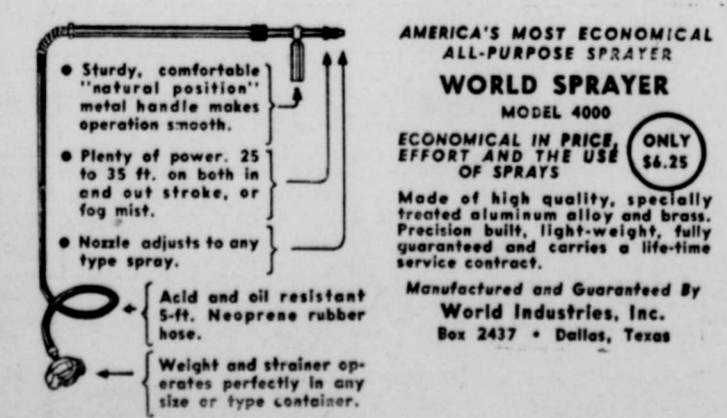 • Sturdy, comfortable
"natural position"
metal handle makes
operation smooth.
• Plenty of power. 25
to 35 ft. on both in
and out stroke, or
fog mist.
• Nozzle adjusts to any
type spray.
Acid and oil resistant
5-ft. Neoprene rubber
hose.
Weight and strainer op-
erates perfectly in any
size or type container.
AMERICA'S MOST ECONOMICAL
ALL-PURPOSE SPRAYER
WORLD SPRAYER
MODEL 4000
ECONOMICAL IN PRICE,
EFFORT AND THE USE
OF SPRAYS
ONLY
$6.25
Made of high quality, specially
treated aluminum alloy and brass.
Precision built, light-weight, fully
guaranteed and carries a life-time
service contract.
Manufactured and Guaranteed By
World Industries, Inc.
Box 2437 • Dallas, Texas